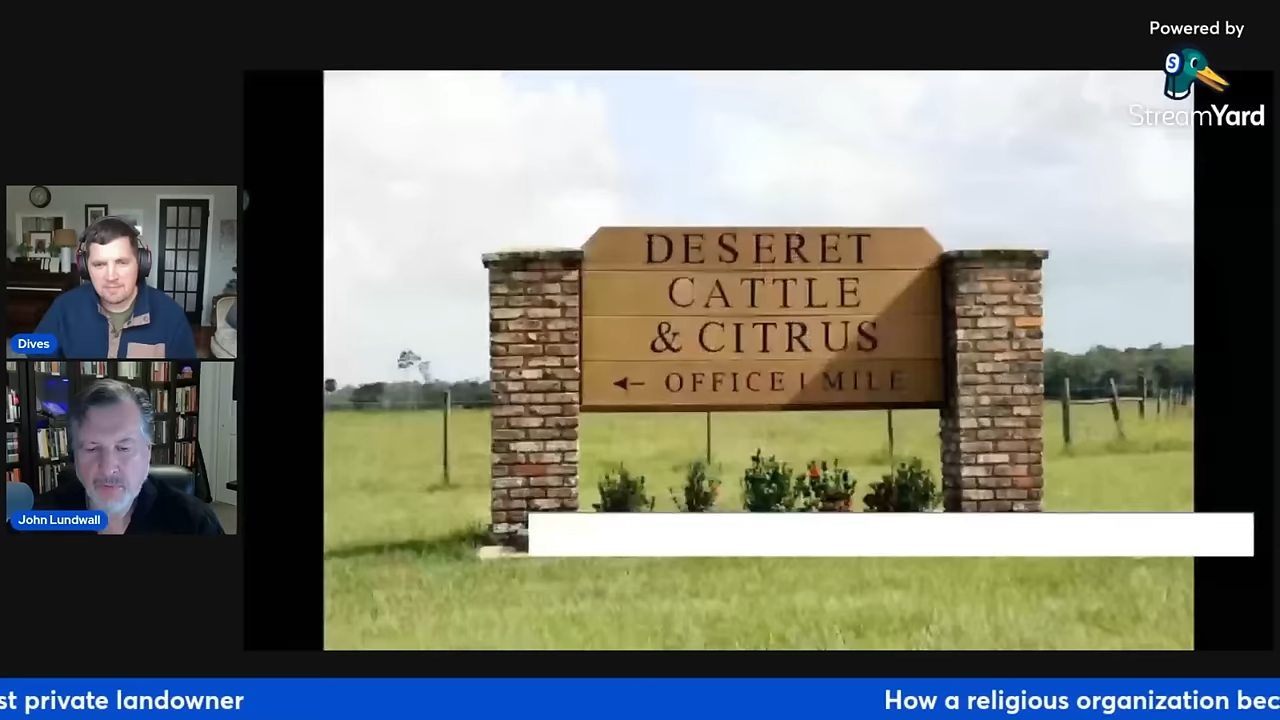 Powered by
S
StreamYard
DESERET
CATTLE
& CITRUS
OFFICE 1 MILE
Dives
John Lundwall
st private landowner
How a religious organization bec